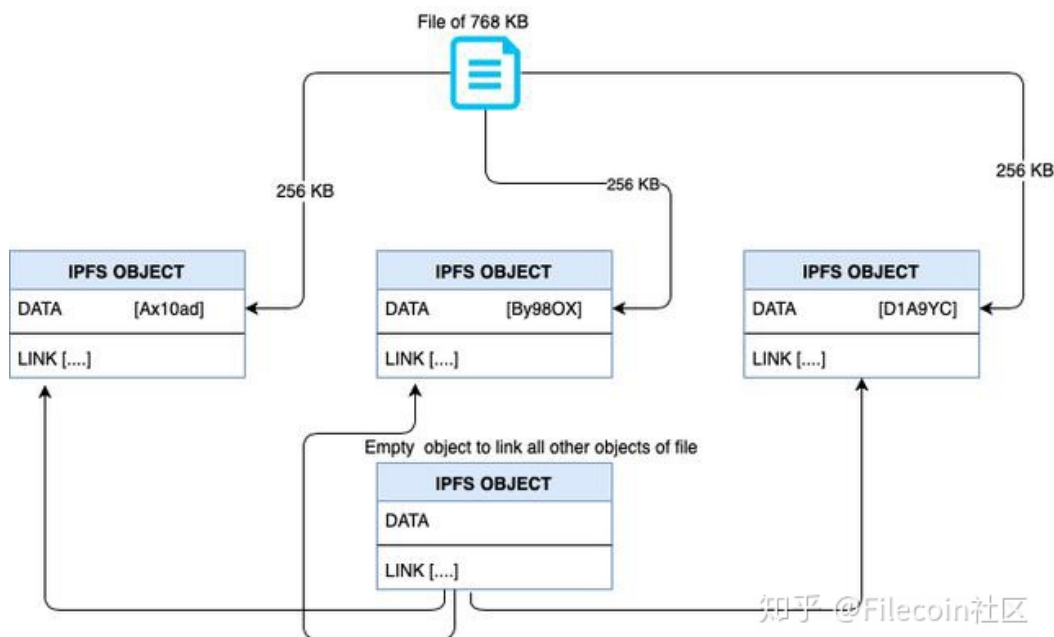 File of 768 KB
256 KB
256 KB
256 KB
IPFS OBJECT
DATA [Ax10ad]
LINK [....]
IPFS OBJECT
DATA [By98OX]
LINK [....]
IPFS OBJECT
DATA [D1A9YC]
LINK [....]
Empty object to link all other objects of file
IPFS OBJECT
DATA
LINK [....]
知乎 @Filecoin社区